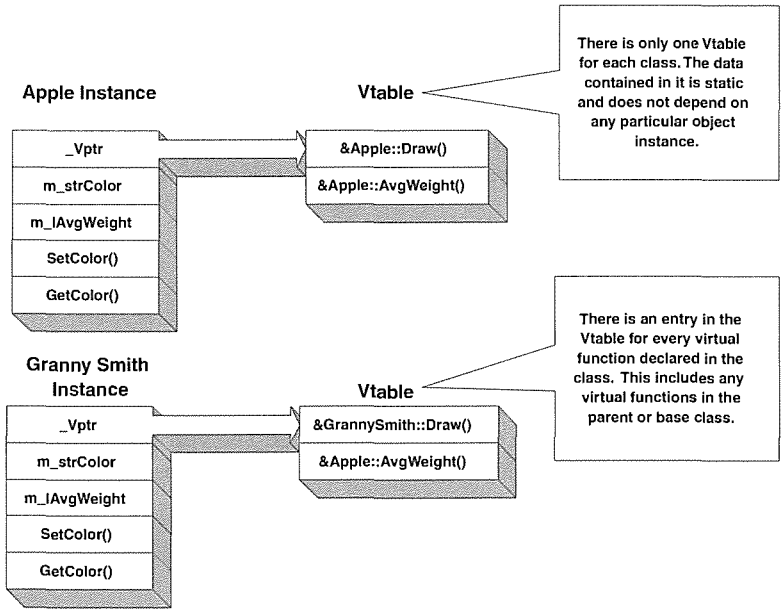 There is only one Vtable
for each class. The data
contained in it is static
and does not depend on
any particular object
instance.
Apple Instance
Vtable
_Vptr
m_strColor
m_lAvgWeight
SetColor()
GetColor()
&Apple::Draw()
&Apple::AvgWeight()
There is an entry in the
Vtable for every virtual
function declared in the
class. This includes any
virtual functions in the
parent or base class.
Granny Smith
Instance
Vtable
_Vptr
m_strColor
m_lAvgWeight
SetColor()
GetColor()
&GrannySmith::Draw()
&Apple::AvgWeight()